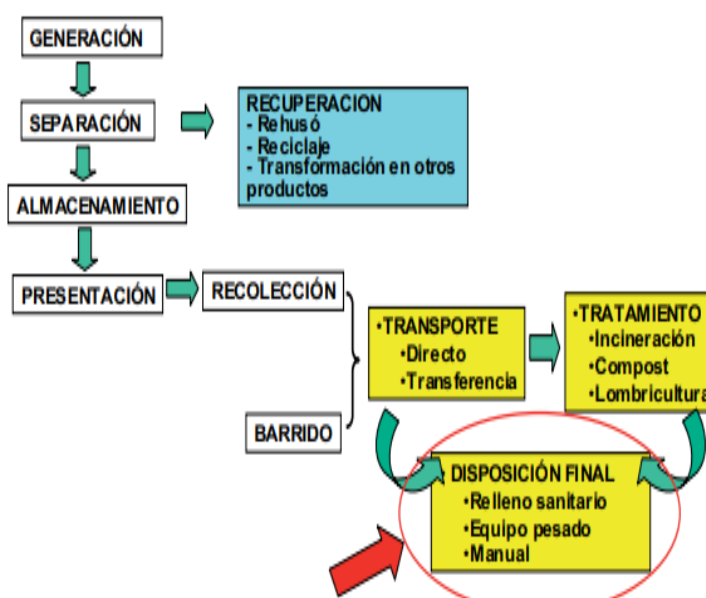 GENERACIÓN
SEPARACIÓN
RECUPERACION
- Rehusó
- Reciclaje
- Transformación en otros
productos
ALMACENAMIENTO
PRESENTACIÓN
RECOLECCIÓN
BARRIDO
•TRANSPORTE
•Directo
•Transferencia
•TRATAMIENTO
•Incineración
•Compost
•Lombricultura
DISPOSICIÓN FINAL
•Relleno sanitario
•Equipo pesado
•Manual